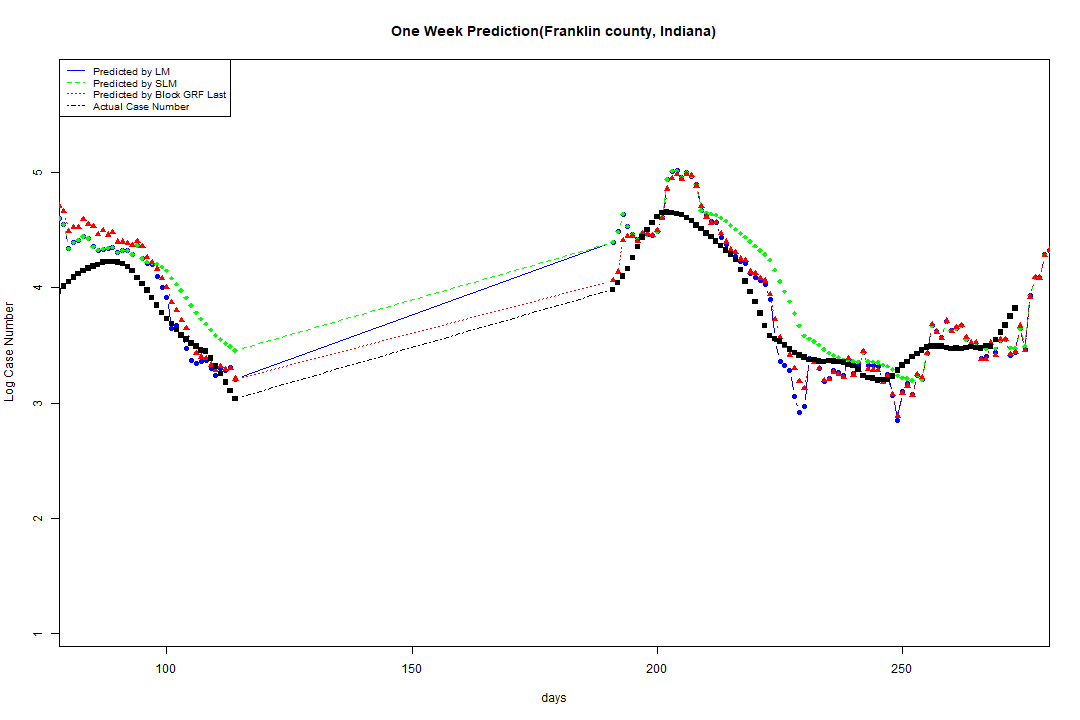 One Week Prediction(Franklin county, Indiana)
Predicted by LM
Predicted by SLM
Predicted by Block GRF Last
Actual Case Number
5
4
3
2
1
Log Case Number
100 150 200 250
days